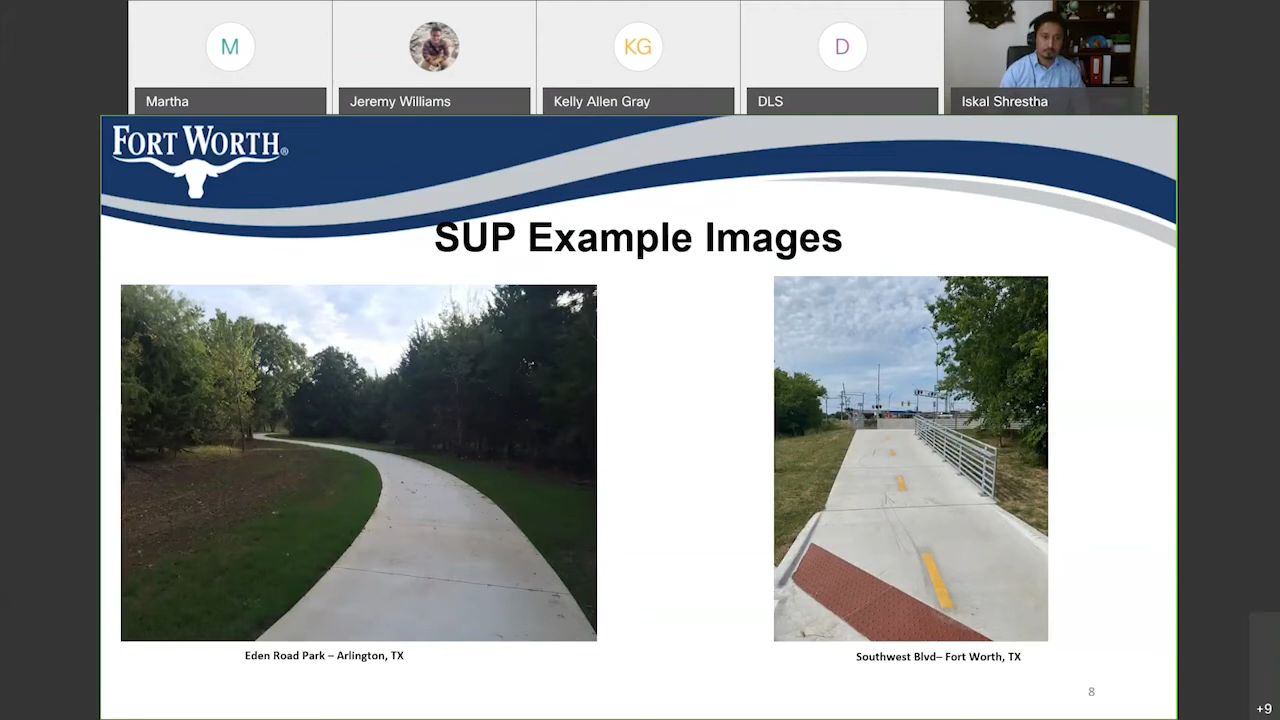 M
KG
D
Martha
Jeremy Williams
Kelly Allen Gray
DLS
Iskal Shrestha
FORT WORTH®
SUP Example Images
Eden Road Park – Arlington, TX
Southwest Blvd– Fort Worth, TX
8
+9